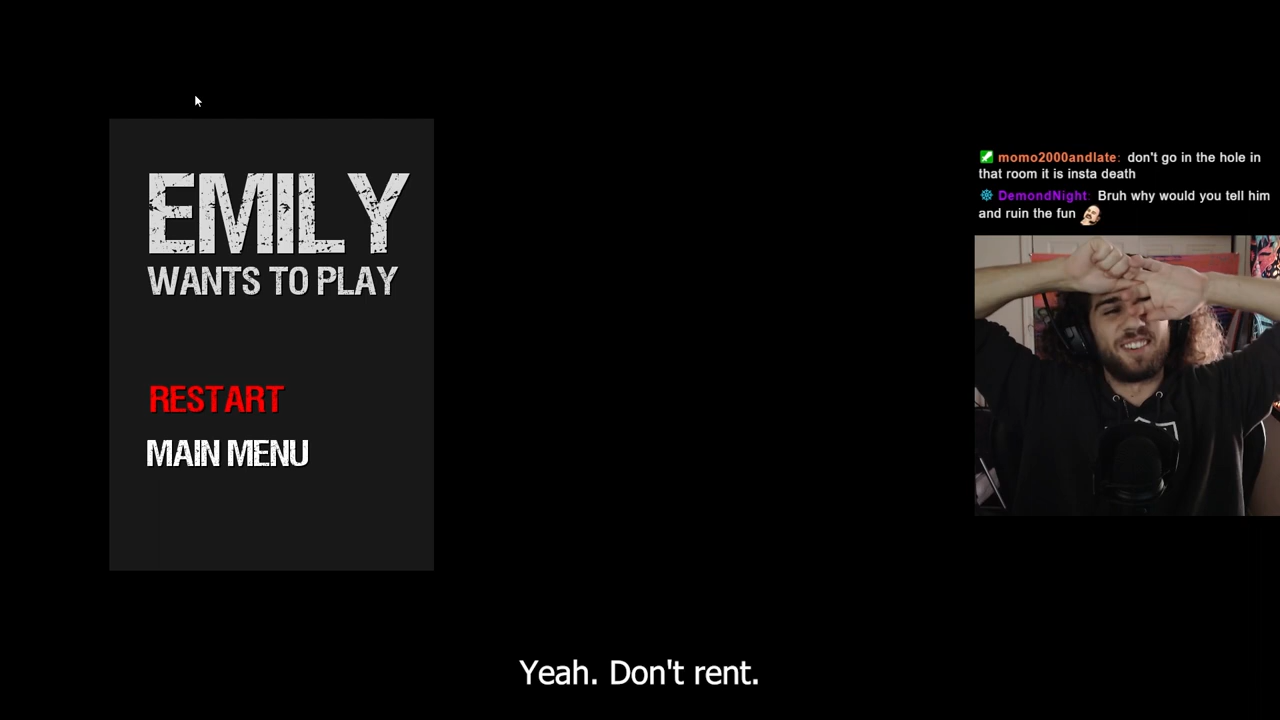 EMILY
WANTS TO PLAY
RESTART
MAIN MENU
momo2000andlate: don't go in the hole in
that room it is insta death
DemondNight: Bruh why would you tell him
and ruin the fun
Yeah. Don't rent.